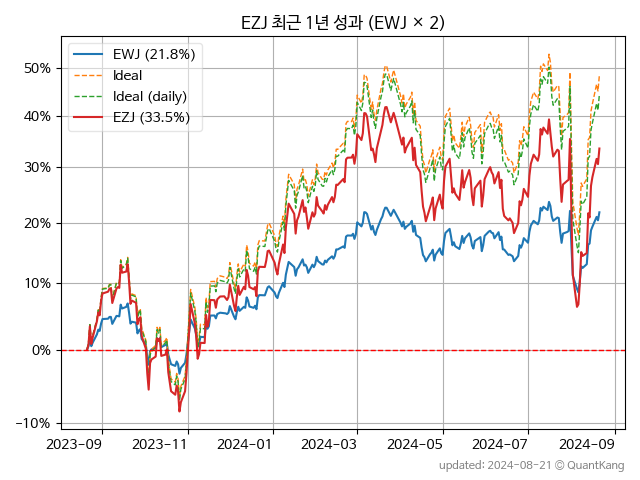 EZJ 최근 1년 성과 (EWJ × 2)
EWJ (21.8%)
Ideal
Ideal (daily)
EZJ (33.5%)
50%
40%
30%
20%
10%
0%
−10%
2023−09 2023−11 2024−01 2024−03 2024−05 2024−07 2024−09
updated: 2024-08-21 © QuantKang